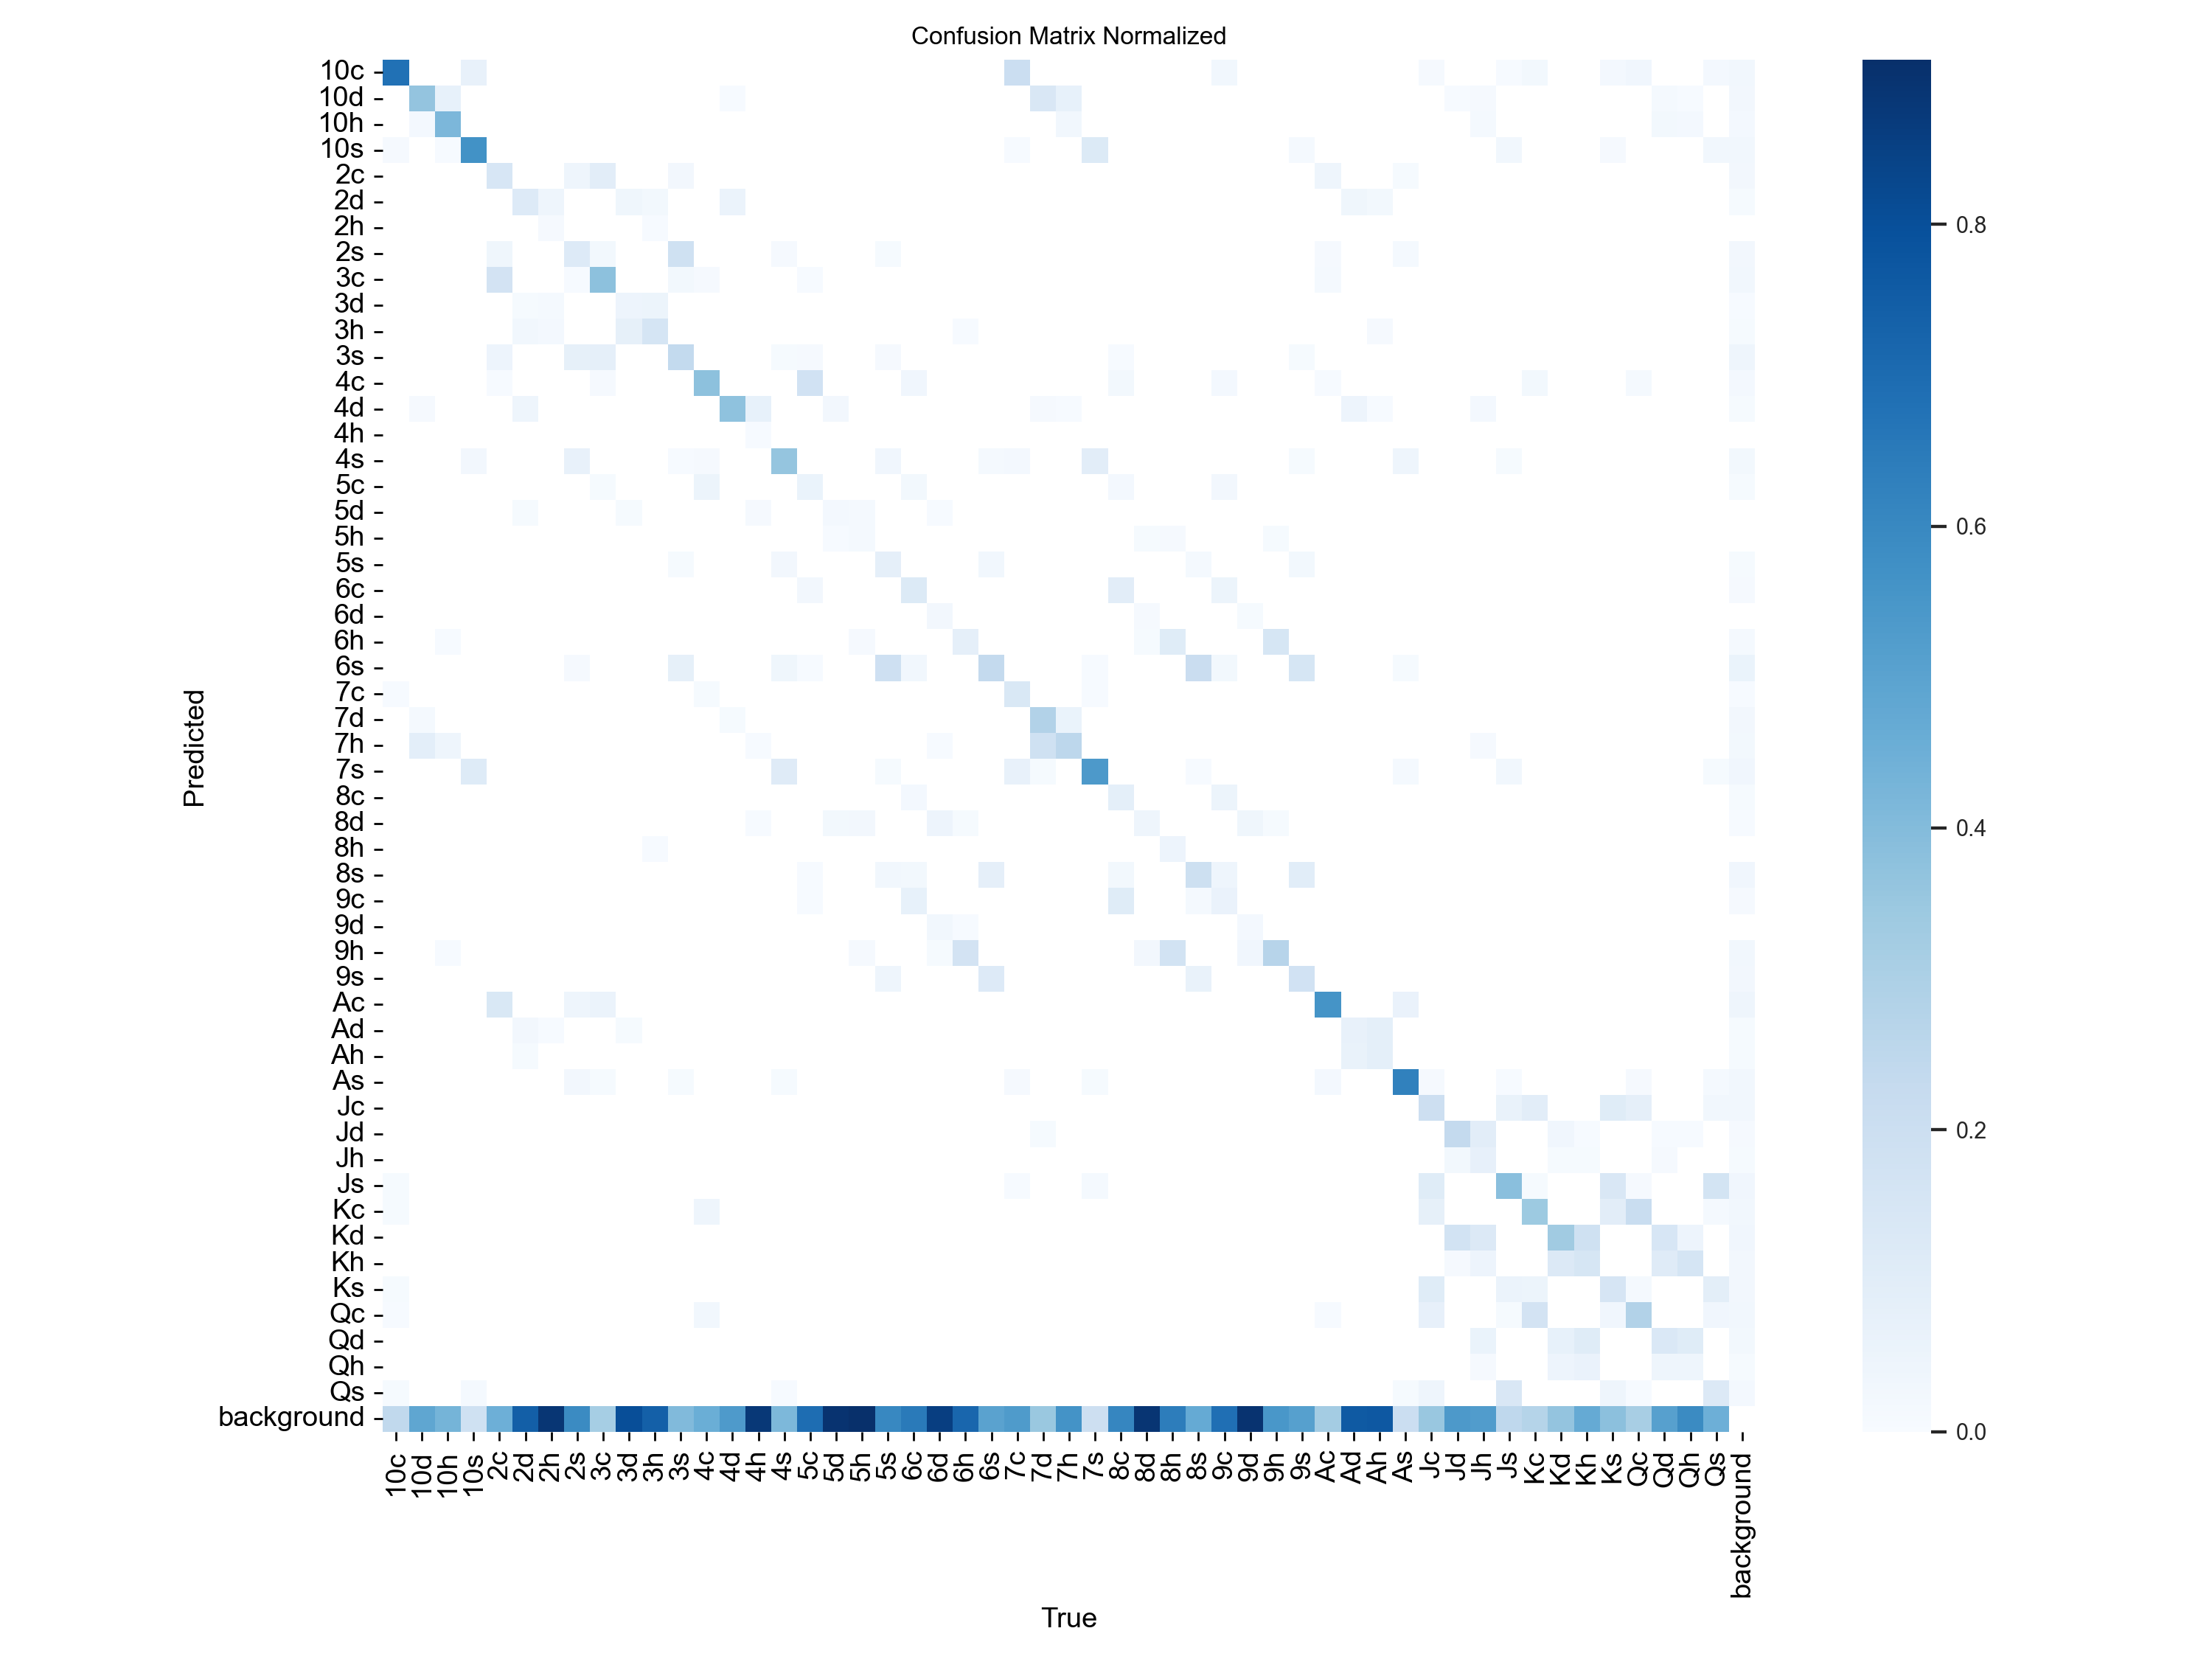 Confusion Matrix Normalized
10c
10d
10h
10s
2c
2d
2h
2s
3c
3d
3h
3s
4c
4d
4h
4s
5c
5d
5h
5s
6c
6d
6h
6s
7c
7d
7h
7s
8c
8d
8h
8s
9c
9d
9h
9s
Ac
Ad
Ah
As
Jc
Jd
Jh
Js
Kc
Kd
Kh
Ks
Qc
Qd
Qh
Qs
background
Predicted
10c 10d 10h 10s 2c 2d 2h 2s 3c 3d 3h 3s 4c 4d 4h 4s 5c 5d 5h 5s 6c 6d 6h 6s 7c 7d 7h 7s 8c 8d 8h 8s 9c 9d 9h 9s Ac Ad Ah As Jc Jd Jh Js Kc Kd Kh Ks Qc Qd Qh Qs background
True
0.8
0.6
0.4
0.2
0.0